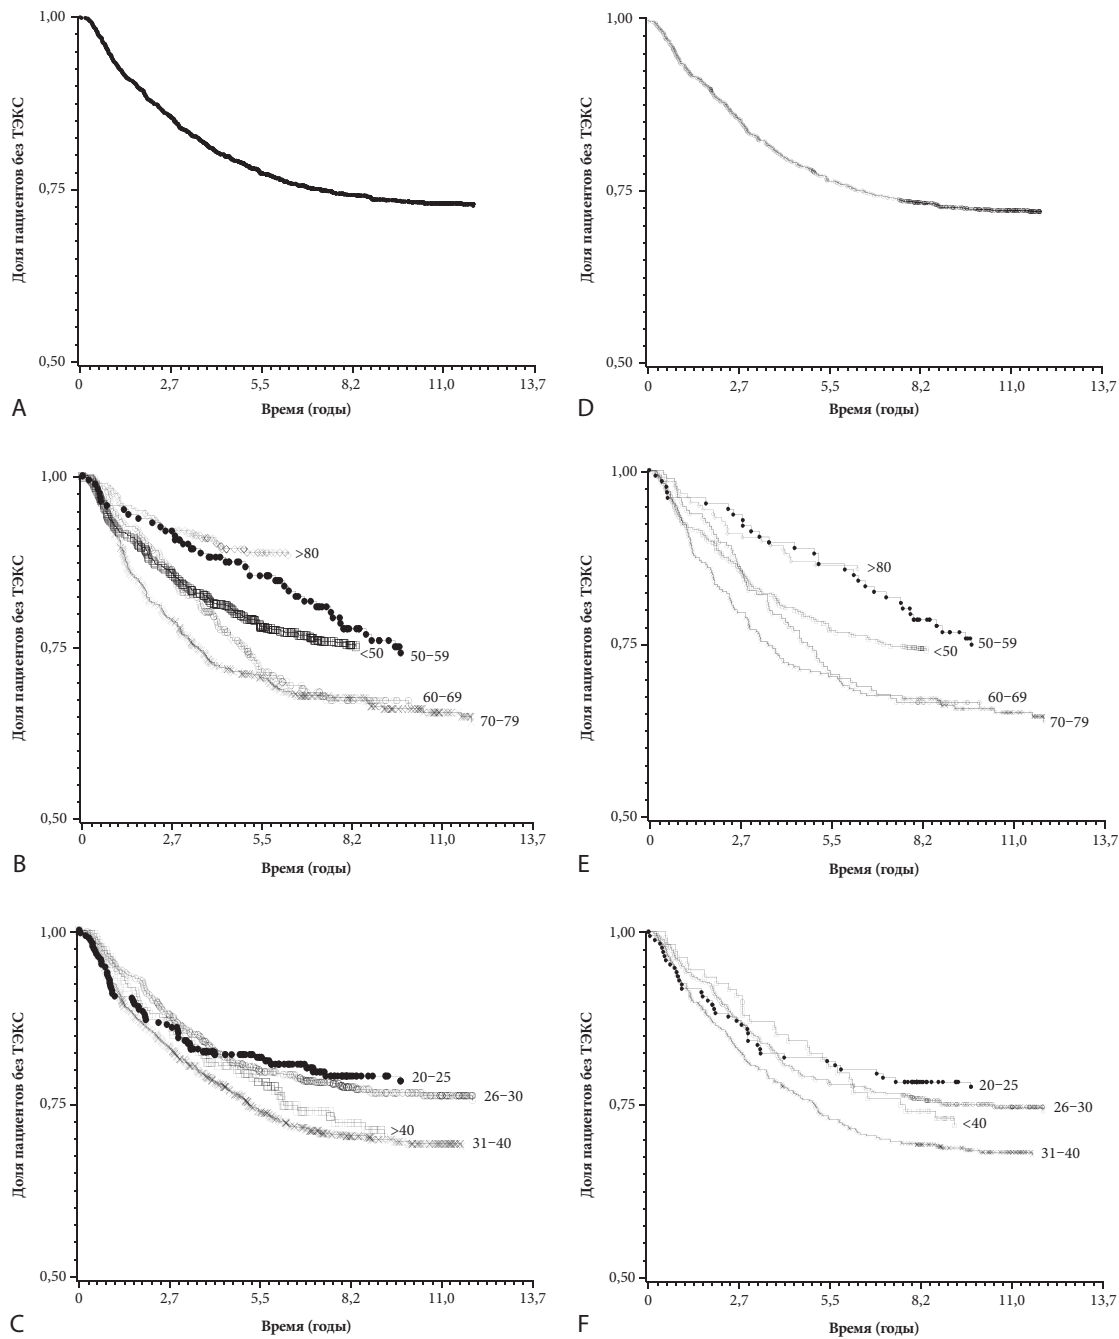 1,00
0,75
0,50
Доля пациентов без ТЭКС
0 2,7 5,5 8,2 11,0 13,7
Время (годы)
A
1,00
0,75
0,50
Доля пациентов без ТЭКС
0 2,7 5,5 8,2 11,0 13,7
Время (годы)
D
1,00
0,75
0,50
Доля пациентов без ТЭКС
>80
<50
50−59
60−69
70−79
0 2,7 5,5 8,2 11,0 13,7
Время (годы)
B
1,00
0,75
0,50
Доля пациентов без ТЭКС
>80
<50
50−59
60−69
70−79
0 2,7 5,5 8,2 11,0 13,7
Время (годы)
E
1,00
0,75
0,50
Доля пациентов без ТЭКС
20−25
26−30
>40
31−40
0 2,7 5,5 8,2 11,0 13,7
Время (годы)
C
1,00
0,75
0,50
Доля пациентов без ТЭКС
20−25
26−30
<40
31−40
0 2,7 5,5 8,2 11,0 13,7
Время (годы)
F